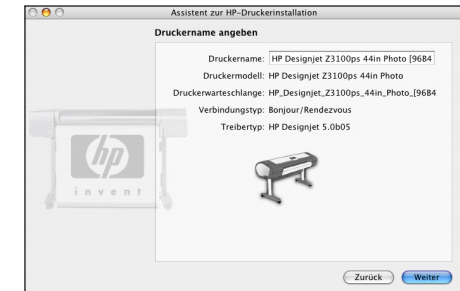 Assistent zur HP-Druckerinstallation
Druckername angeben
Druckername: HP Designjet Z3100ps 44in Photo [96B4
Druckermodell: HP Designjet Z3100ps 44in Photo
Druckerwarteschlange: HP_Designjet_Z3100ps_44in_Photo_[96B4
Verbindungstyp: Bonjour/Rendezvous
Treibertyp: HP Designjet 5.0b05
hp
invent
Zurück
Weiter